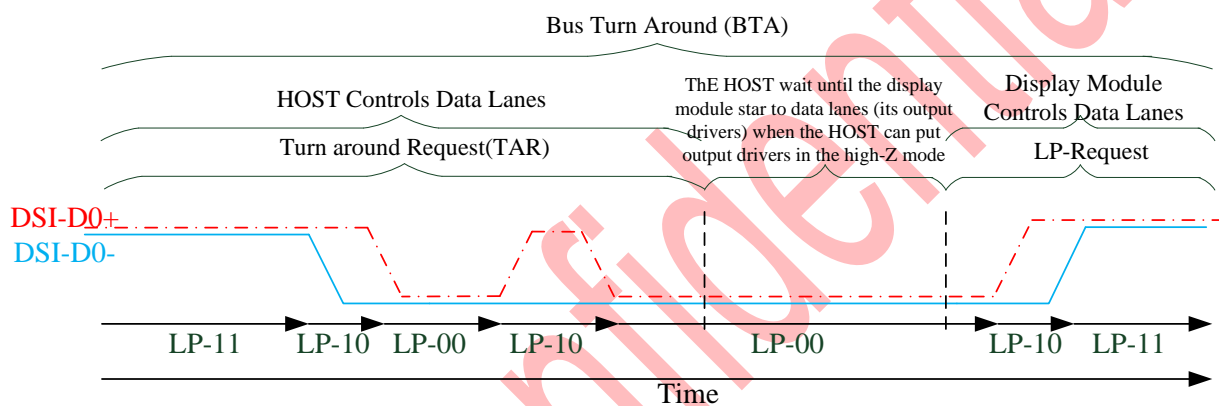 Bus Turn Around (BTA)
HOST Controls Data Lanes
Turn around Request(TAR)
ThE HOST wait until the display
module star to data lanes (its output
drivers) when the HOST can put
output drivers in the high-Z mode
Display Module
Controls Data Lanes
LP-Request
DSI-D0+
DSI-D0-
LP-11
LP-10
LP-00
LP-10
LP-00
LP-10
LP-11
Time